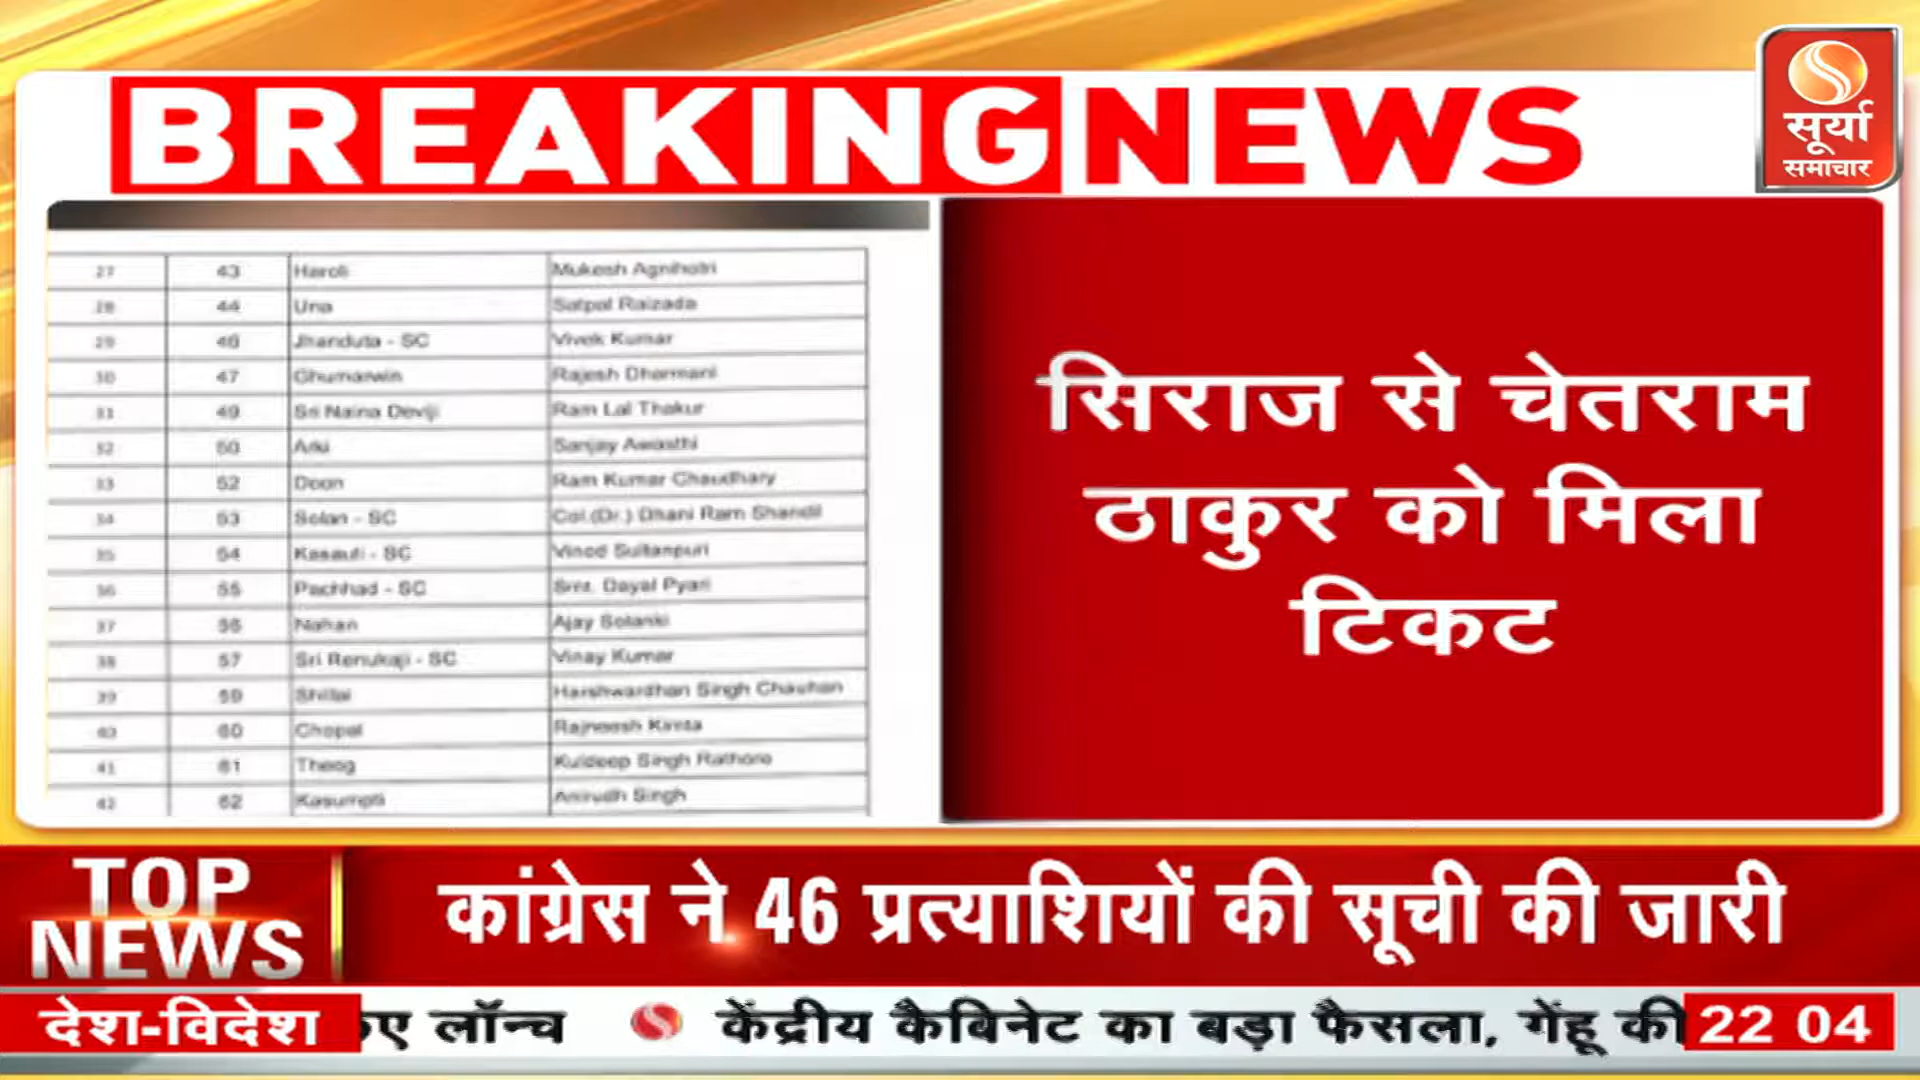 BREAKING NEWS
सूर्या
समाचार
27 43 Haroli Mukesh Agnihotri
28 44 Una Satpal Raizada
29 46 Jhanduta - SC Vivek Kumar
30 47 Ghumarwin Rajesh Dharmani
31 49 Sri Naina Deviji Ram Lal Thakur
32 50 Arki Sanjay Awasthi
33 52 Doon Ram Kumar Chaudhary
34 53 Solan - SC Col.(Dr.) Dhani Ram Shandil
35 54 Kasauli - SC Vinod Sultanpuri
36 55 Pachhad - SC Smt. Dayal Pyari
37 56 Nahan Ajay Solanki
38 57 Sri Renukaji - SC Vinay Kumar
39 59 Shillai Harshwardhan Singh Chauhan
40 60 Chopal Rajneesh Kimta
41 61 Theog Kuldeep Singh Rathore
42 62 Kasumpti Anirudh Singh
सिराज से चेतराम
ठाकुर को मिला
टिकट
TOP
NEWS
कांग्रेस ने 46 प्रत्याशियों की सूची की जारी
देश-विदेश
लॉन्च केंद्रीय कैबिनेट का बड़ा फैसला, गेंहू की
22 04